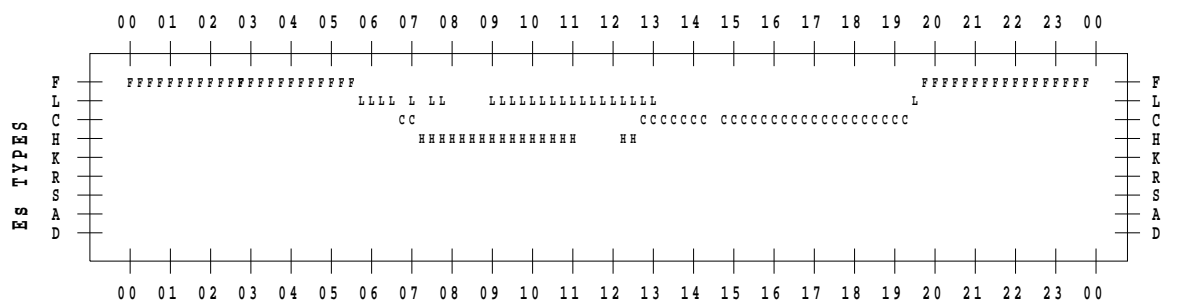 00 01 02 03 04 05 06 07 08 09 10 11 12 13 14 15 16 17 18 19 20 21 22 23 00
Es TYPES
F FFFFFFFFFFFFFFFFFFFFFFF FFFFFFFFFFFFFFFFF F
L LLLL L LL LLLLLLLLLLLLLLLLL L L
C CC CCCCCCC CCCCCCCCCCCCCCCCCCC C
H HHHHHHHHHHHHHHHH HH H
K K
R R
S S
A A
D D
00 01 02 03 04 05 06 07 08 09 10 11 12 13 14 15 16 17 18 19 20 21 22 23 00